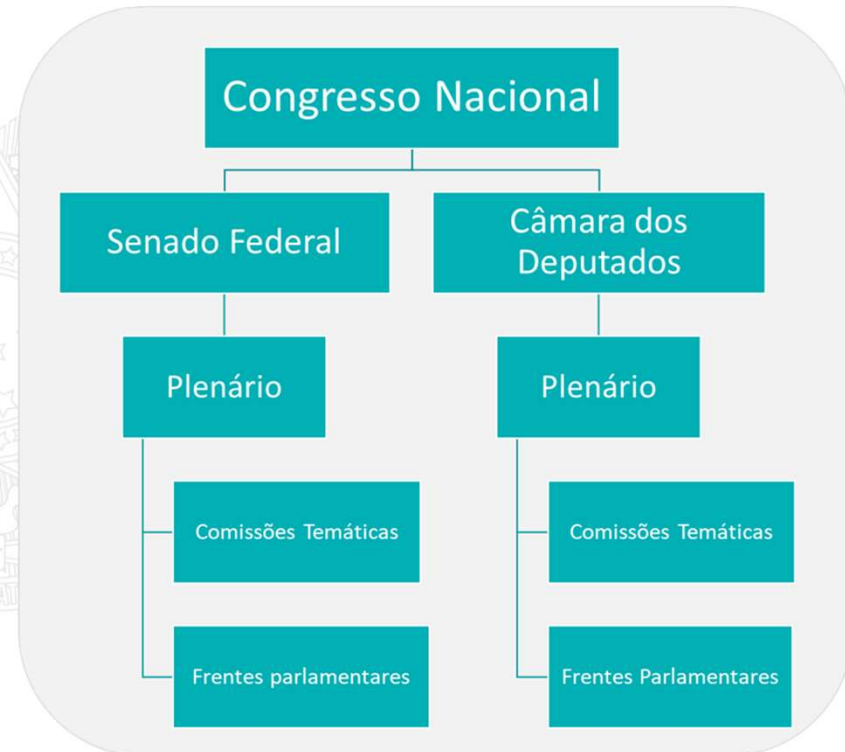 Congresso Nacional
Senado Federal
Câmara dos
Deputados
Plenário
Plenário
Comissões Temáticas
Comissões Temáticas
Frentes parlamentares
Frentes Parlamentares